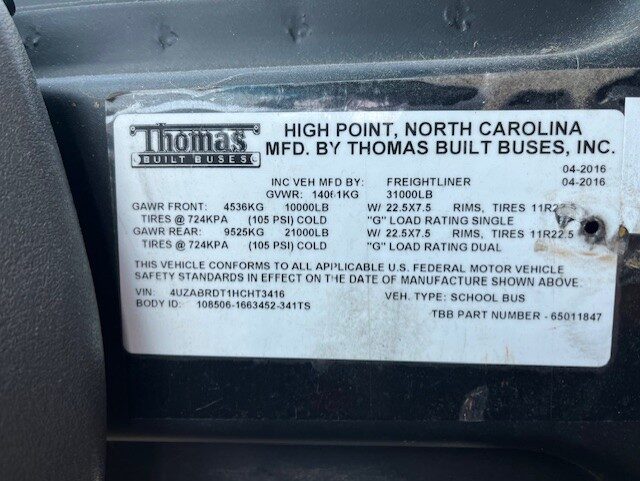 Thomas
BUILT BUSES
HIGH POINT, NORTH CAROLINA
MFD. BY THOMAS BUILT BUSES, INC.
04-2016
INC VEH MFD BY: FREIGHTLINER 04-2016
GVWR: 14061KG 31000LB
GAWR FRONT: 4536KG 10000LB W/ 22.5X7.5 RIMS, TIRES
TIRES @ 724KPA (105 PSI) COLD "G" LOAD RATING SINGLE
GAWR REAR: 9525KG 21000LB W/ 22.5X7.5 RIMS, TIRES 11R22.5
TIRES @ 724KPA (105 PSI) COLD "G" LOAD RATING DUAL
THIS VEHICLE CONFORMS TO ALL APPLICABLE U.S. FEDERAL MOTOR VEHICLE
SAFETY STANDARDS IN EFFECT ON THE DATE OF MANUFACTURE SHOWN ABOVE.
VIN: 4UZABRDT1HCHT3416 VEH. TYPE: SCHOOL BUS
BODY ID: 108506-1663452-341TS TBB PART NUMBER - 65011847